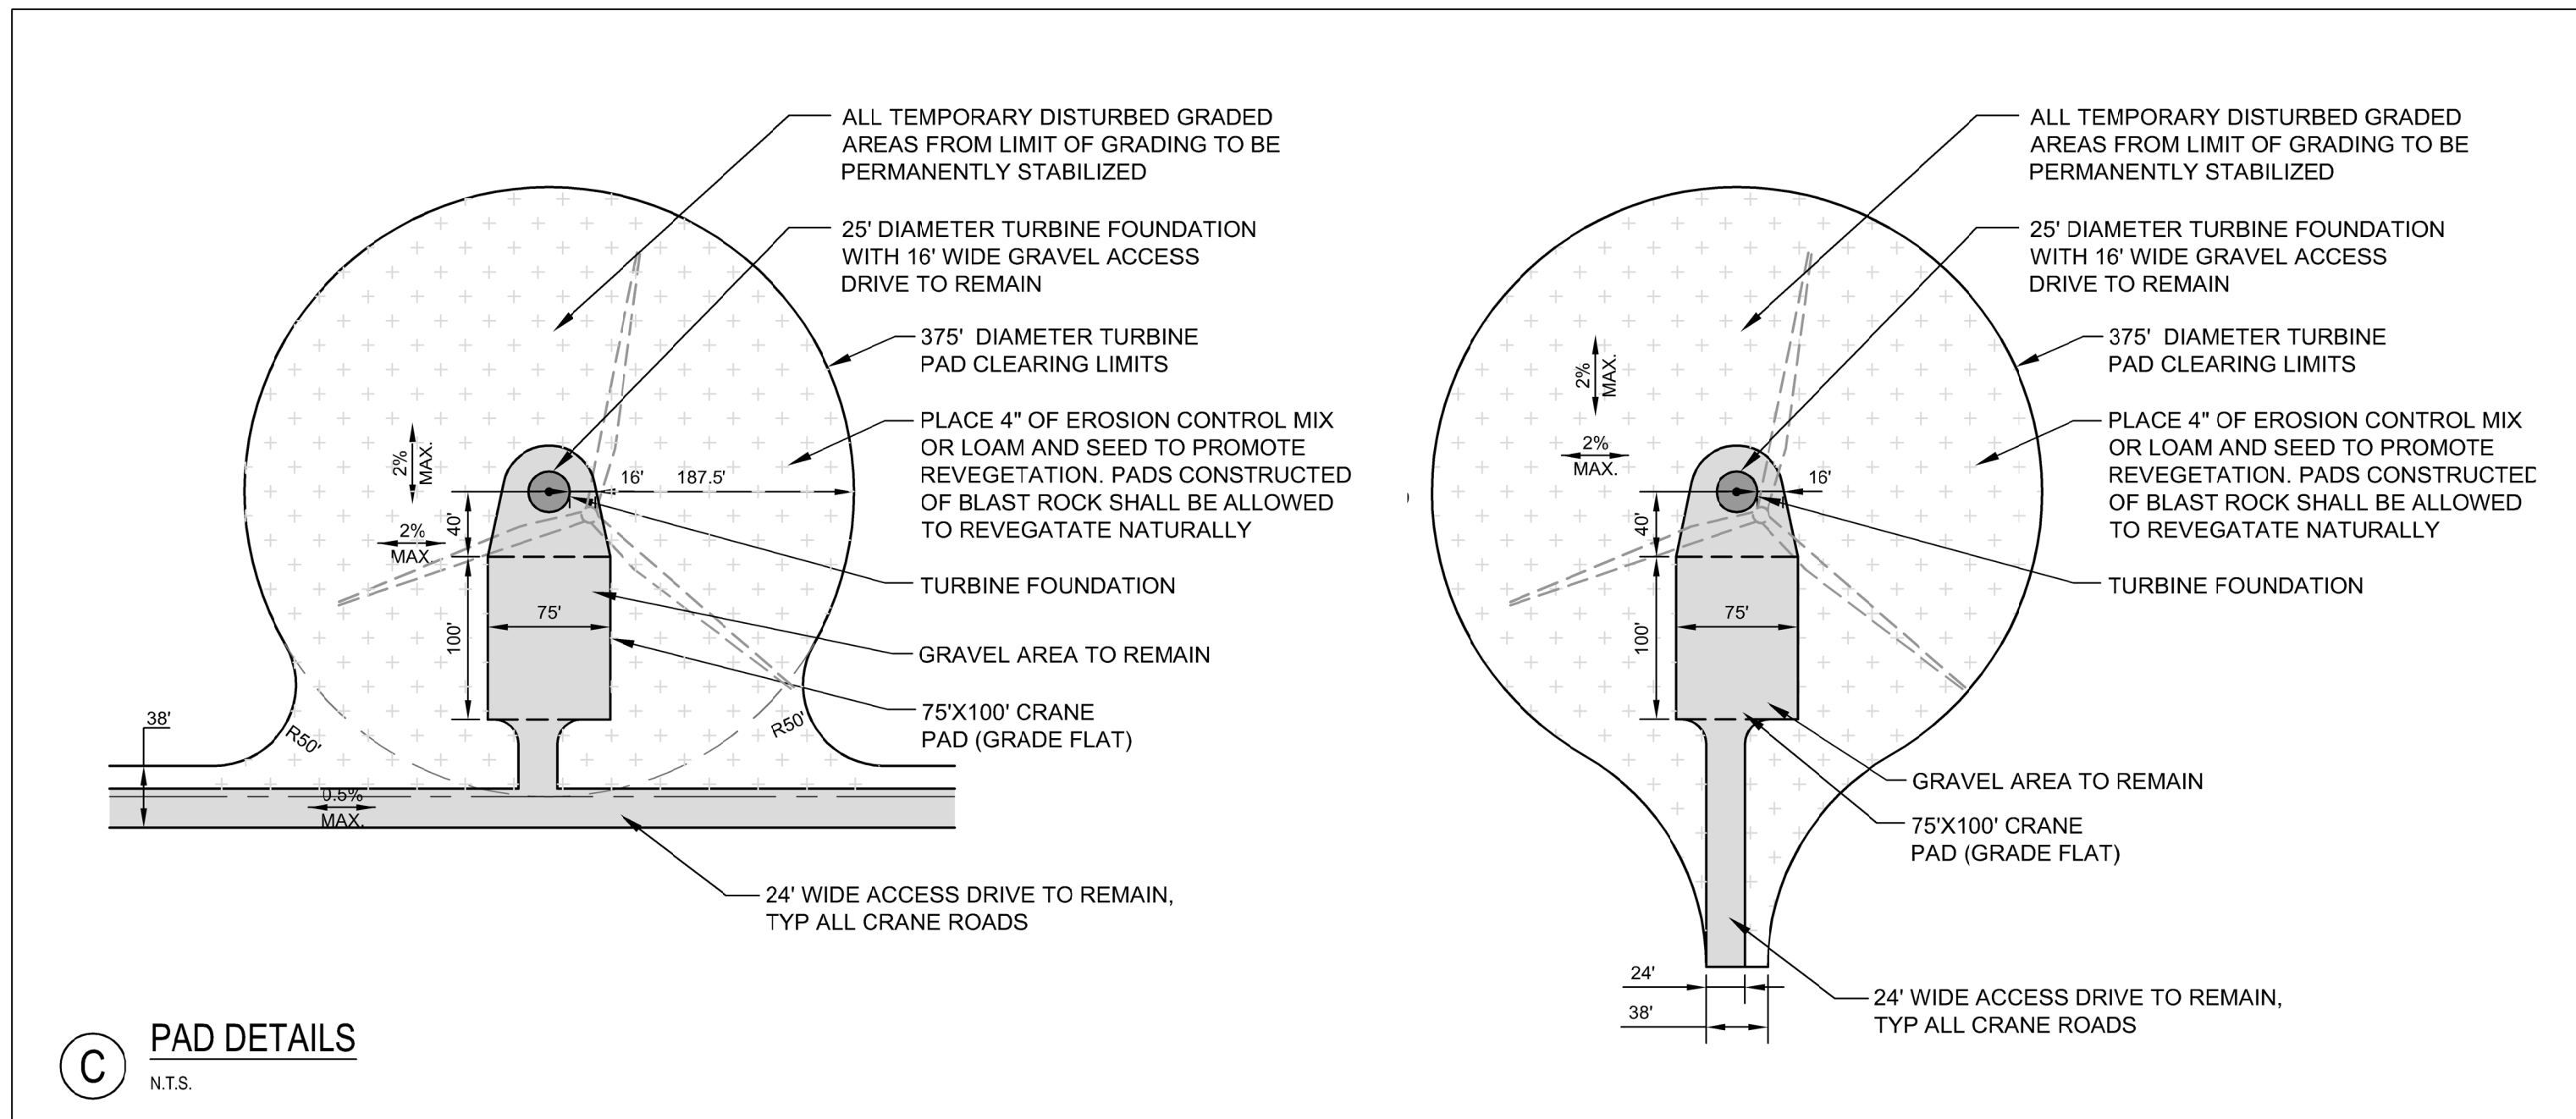 ALL TEMPORARY DISTURBED GRADED
AREAS FROM LIMIT OF GRADING TO BE
PERMANENTLY STABILIZED
25' DIAMETER TURBINE FOUNDATION
WITH 16' WIDE GRAVEL ACCESS
DRIVE TO REMAIN
375' DIAMETER TURBINE
PAD CLEARING LIMITS
PLACE 4" OF EROSION CONTROL MIX
OR LOAM AND SEED TO PROMOTE
REVEGETATION. PADS CONSTRUCTED
OF BLAST ROCK SHALL BE ALLOWED
TO REVEGATATE NATURALLY
TURBINE FOUNDATION
GRAVEL AREA TO REMAIN
75'X100' CRANE
PAD (GRADE FLAT)
24' WIDE ACCESS DRIVE TO REMAIN,
TYP ALL CRANE ROADS
2%
MAX.
2%
MAX.
16'
187.5'
40'
100'
75'
38'
R50'
R50'
0.5%
MAX.
ALL TEMPORARY DISTURBED GRADED
AREAS FROM LIMIT OF GRADING TO BE
PERMANENTLY STABILIZED
25' DIAMETER TURBINE FOUNDATION
WITH 16' WIDE GRAVEL ACCESS
DRIVE TO REMAIN
375' DIAMETER TURBINE
PAD CLEARING LIMITS
PLACE 4" OF EROSION CONTROL MIX
OR LOAM AND SEED TO PROMOTE
REVEGETATION. PADS CONSTRUCTED
OF BLAST ROCK SHALL BE ALLOWED
TO REVEGATATE NATURALLY
TURBINE FOUNDATION
GRAVEL AREA TO REMAIN
75'X100' CRANE
PAD (GRADE FLAT)
24' WIDE ACCESS DRIVE TO REMAIN,
TYP ALL CRANE ROADS
2%
MAX.
2%
MAX.
16'
40'
100'
75'
24'
38'
C
PAD DETAILS
N.T.S.